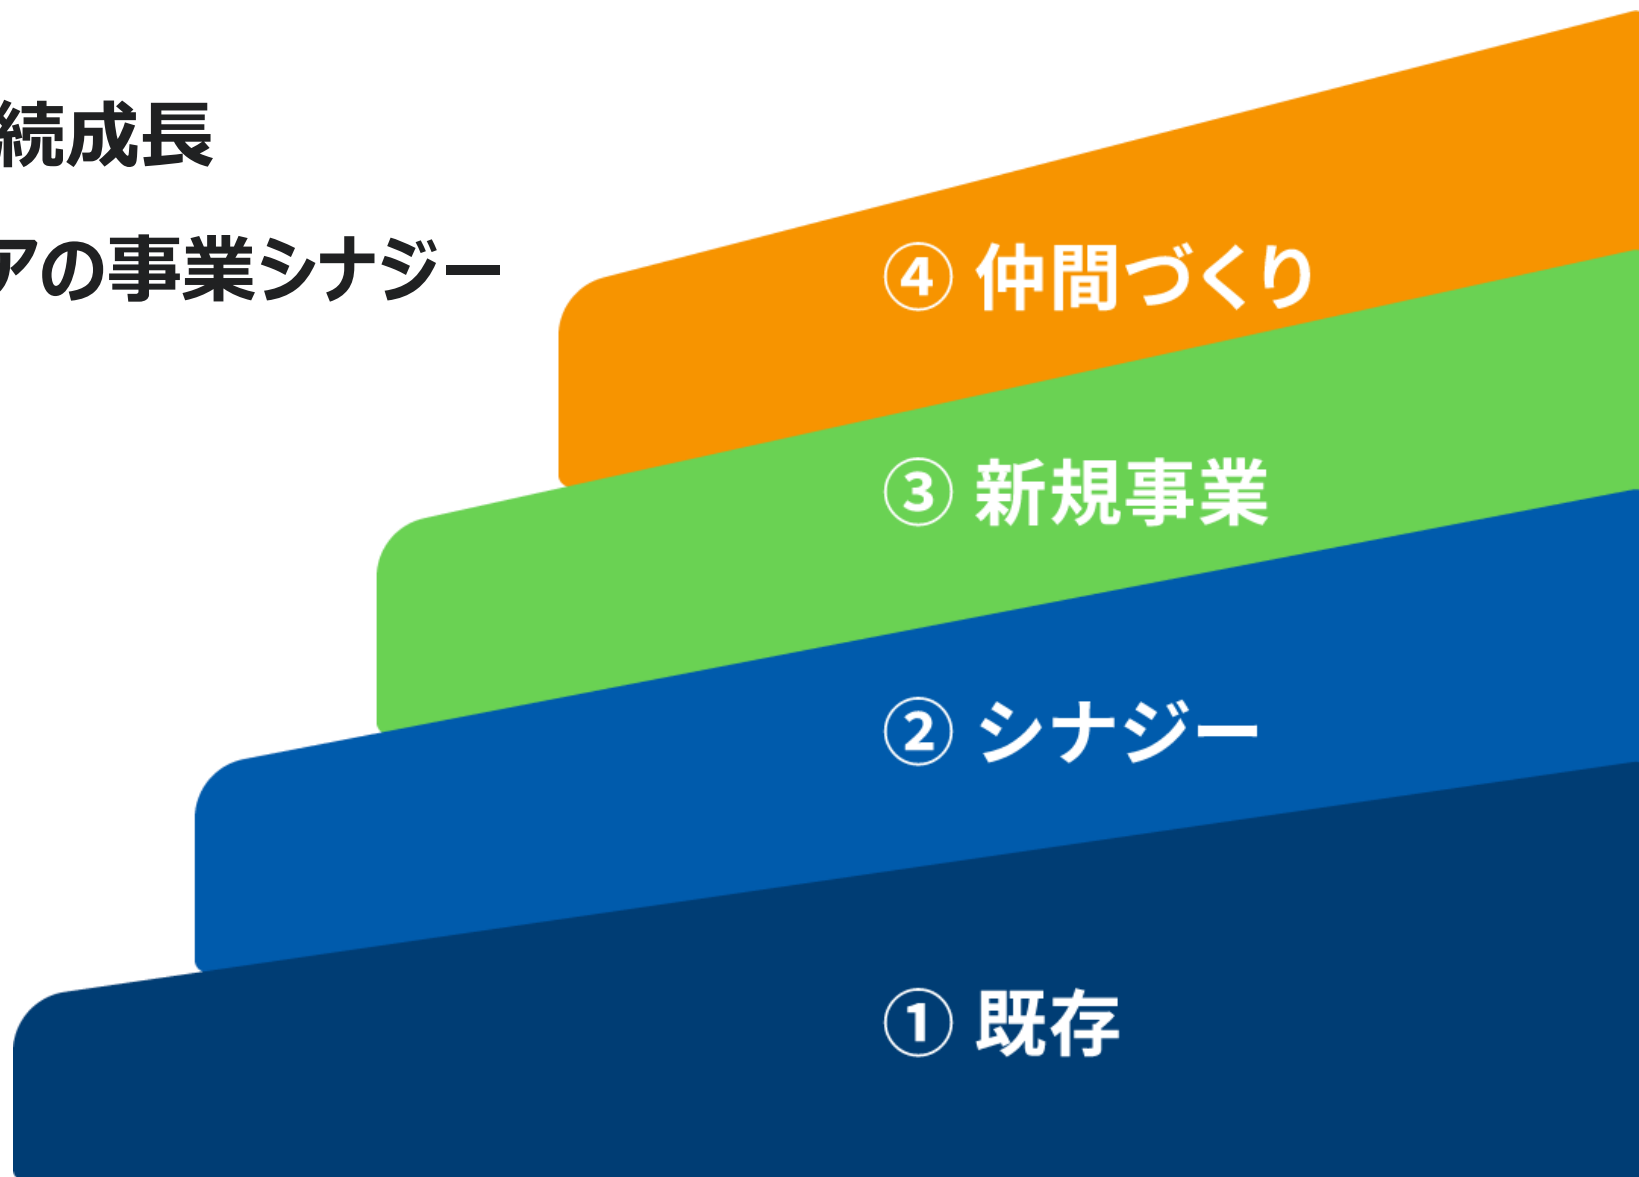 続成長
アの事業シナジー
④ 仲間づくり
③ 新規事業
② シナジー
① 既存